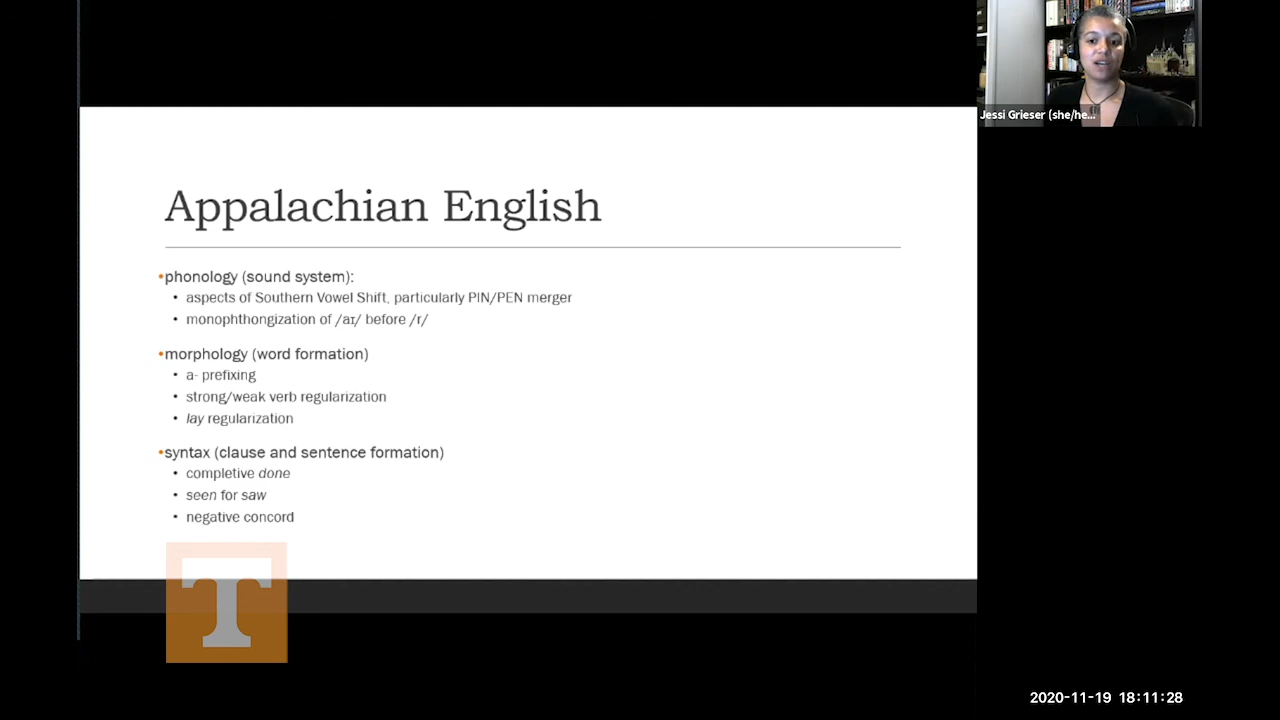 Jessi Grieser (she/he...
Appalachian English
•phonology (sound system):
• aspects of Southern Vowel Shift, particularly PIN/PEN merger
• monophthongization of /aɪ/ before /r/
•morphology (word formation)
• a- prefixing
• strong/weak verb regularization
• lay regularization
•syntax (clause and sentence formation)
• completive done
• seen for saw
• negative concord
T
2020-11-19 18:11:28